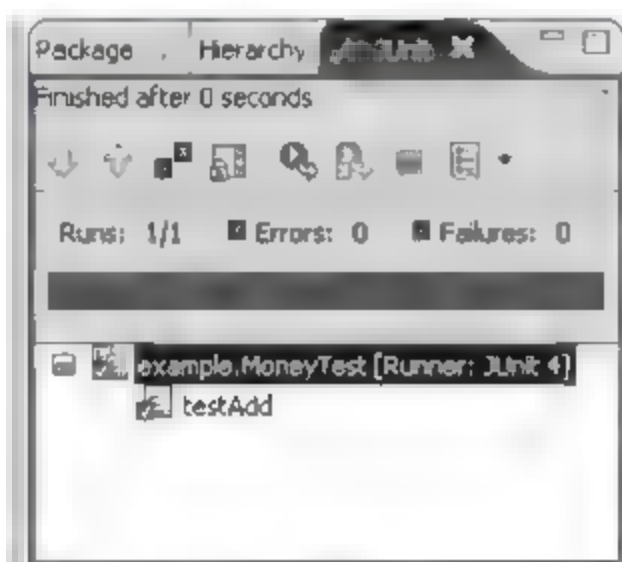 Package Hierarchy JUnit
Finished after 0 seconds
Runs: 1/1 Errors: 0 Failures: 0
example.MoneyTest [Runner: JUnit 4]
testAdd